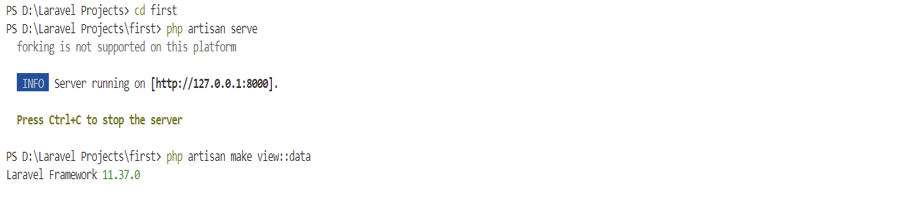 PS D:\Laravel Projects> cd first
PS D:\Laravel Projects\first> php artisan serve
forking is not supported on this platform
INFO Server running on [http://127.0.0.1:8000].
Press Ctrl+C to stop the server
PS D:\Laravel Projects\first> php artisan make view::data
Laravel Framework 11.37.0